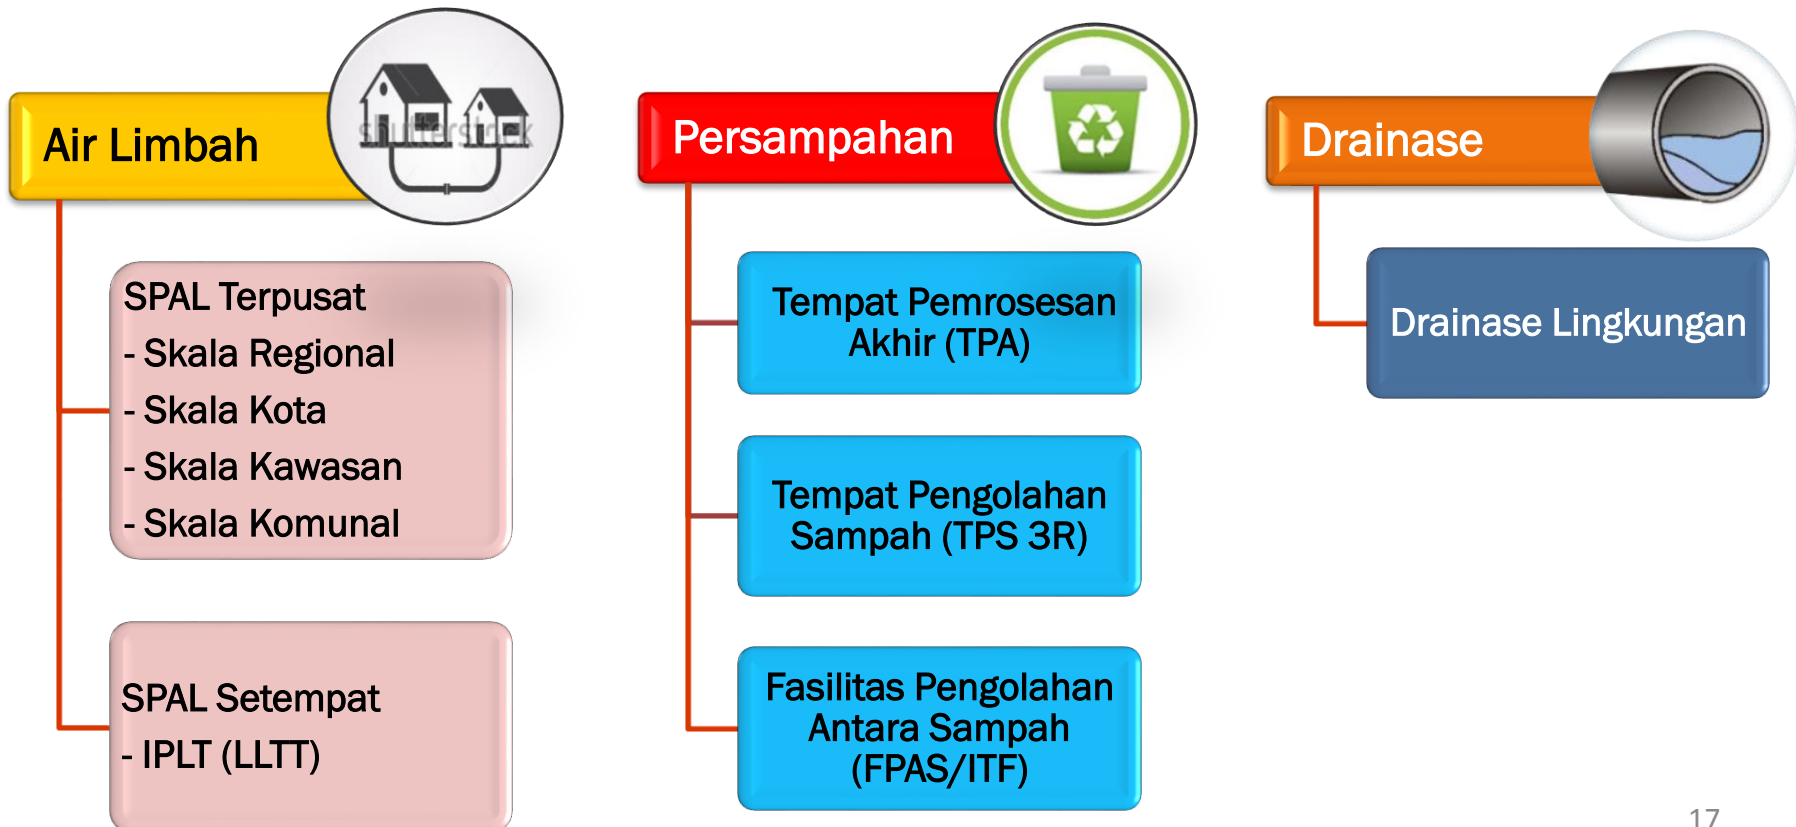 Air Limbah
shutterstock
SPAL Terpusat
- Skala Regional
- Skala Kota
- Skala Kawasan
- Skala Komunal
SPAL Setempat
- IPLT (LLTT)
Persampahan
Tempat Pemrosesan
Akhir (TPA)
Tempat Pengolahan
Sampah (TPS 3R)
Fasilitas Pengolahan
Antara Sampah
(FPAS/ITF)
Drainase
Drainase Lingkungan
17